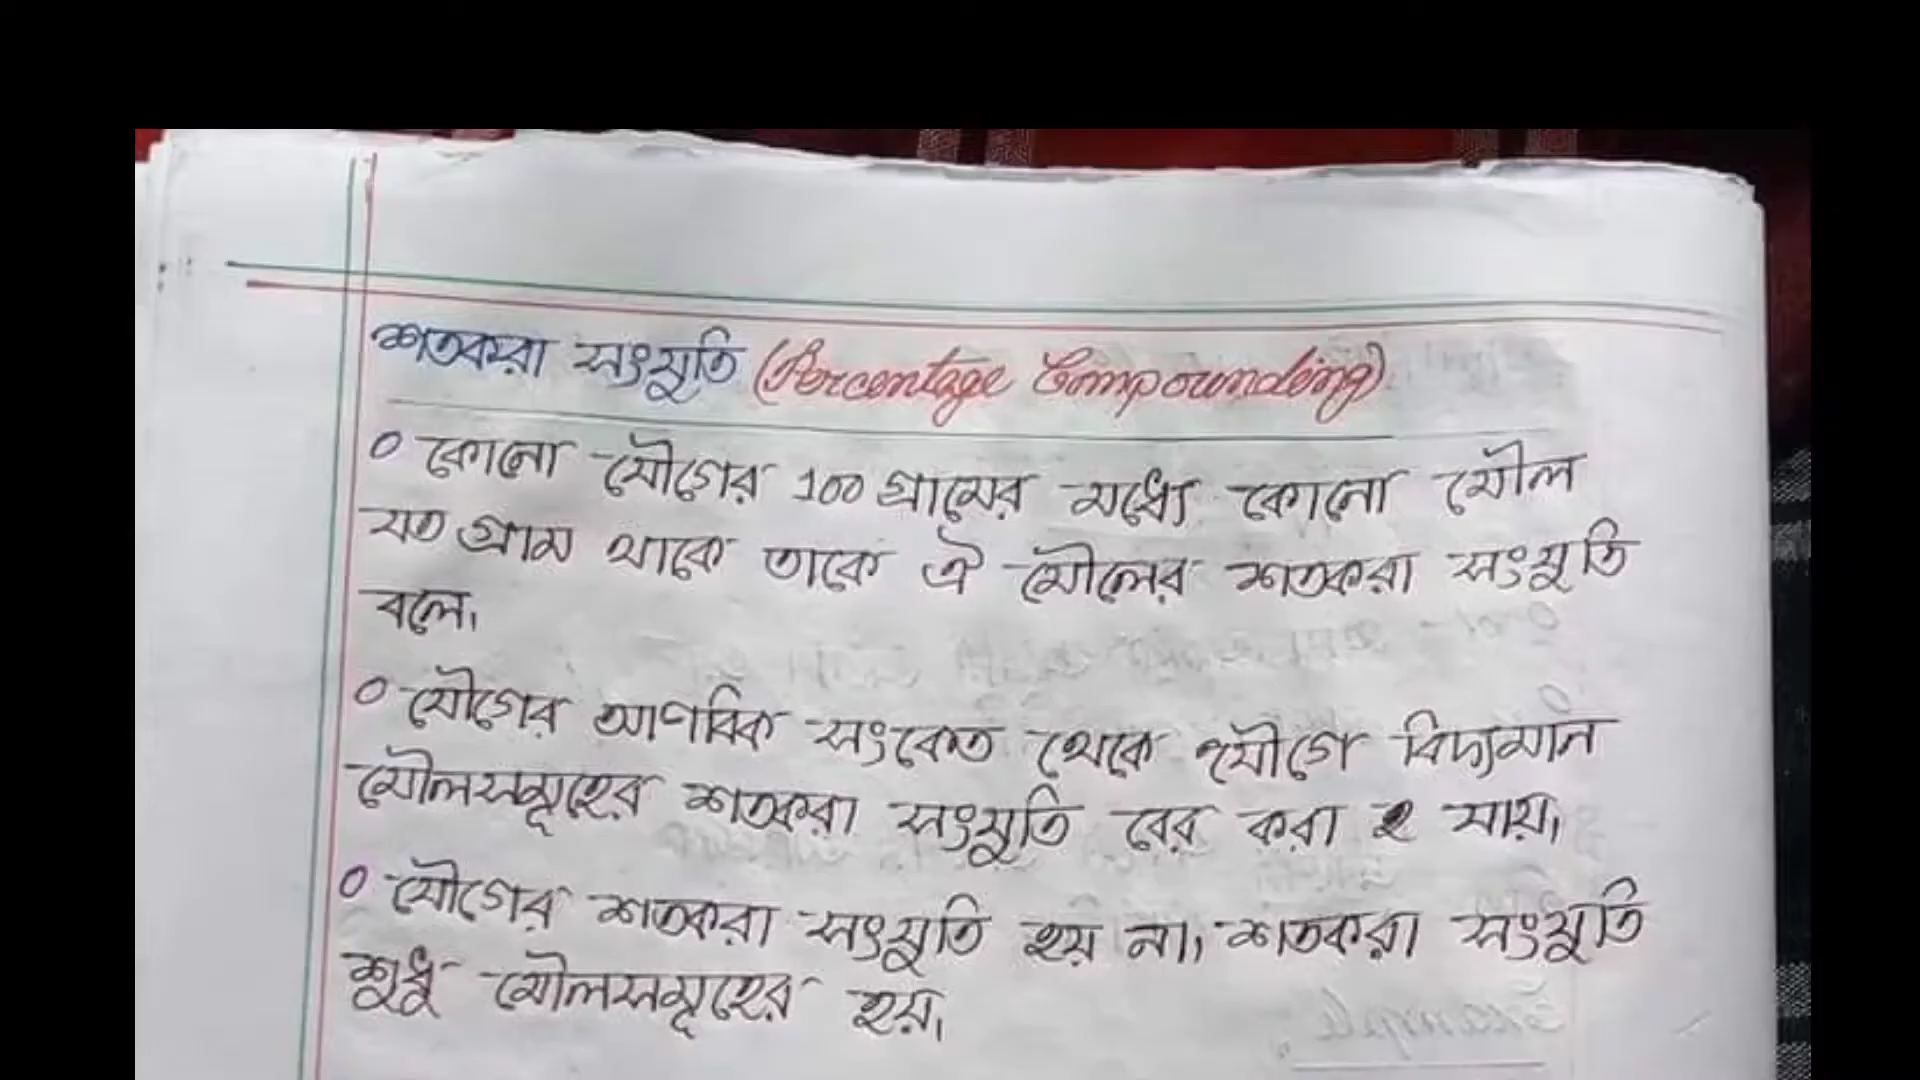 শতকরা সংযুতি (Percentage Compounding)
০ কোনো যৌগের 100 গ্রামের মধ্যে কোনো মৌল
যত গ্রাম থাকে তাকে ঐ মৌলের শতকরা সংযুতি
বলে।
০ যৌগের আণবিক সংকেত থেকে যৌগে বিদ্যমান
মৌলসমূহের শতকরা সংযুতি বের করা যায়।
০ যৌগের শতকরা সংযুতি হয় না। শতকরা সংযুতি
শুধু মৌলসমূহের হয়।